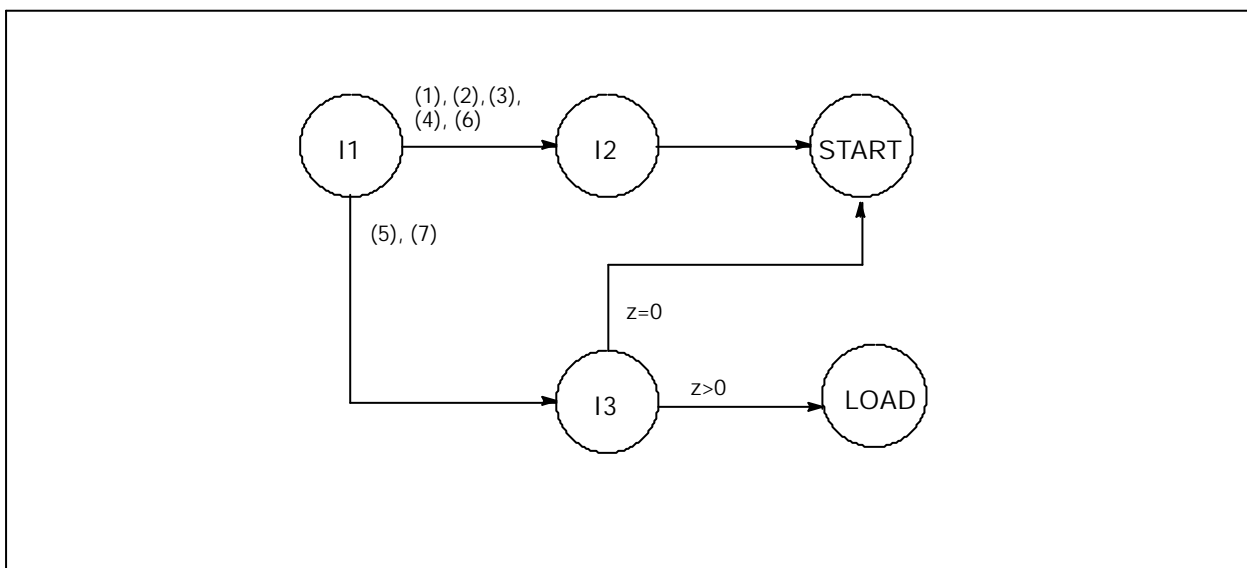 (1), (2), (3),
(4), (6)
I1
I2
START
(5), (7)
z=0
z>0
I3
LOAD